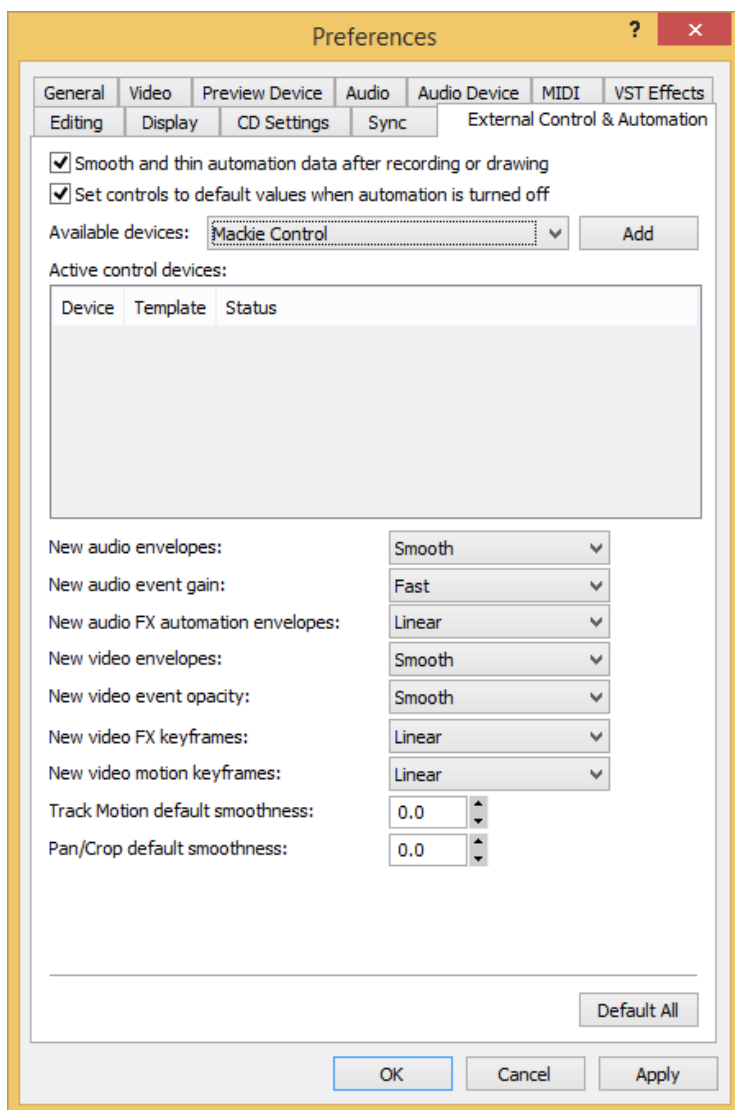 Preferences
?
General Video Preview Device Audio Audio Device MIDI VST Effects
Editing Display CD Settings Sync External Control & Automation
Smooth and thin automation data after recording or drawing
Set controls to default values when automation is turned off
Available devices: Mackie Control Add
Active control devices:
Device Template Status
New audio envelopes: Smooth
New audio event gain: Fast
New audio FX automation envelopes: Linear
New video envelopes: Smooth
New video event opacity: Smooth
New video FX keyframes: Linear
New video motion keyframes: Linear
Track Motion default smoothness: 0.0
Pan/Crop default smoothness: 0.0
Default All
OK Cancel Apply